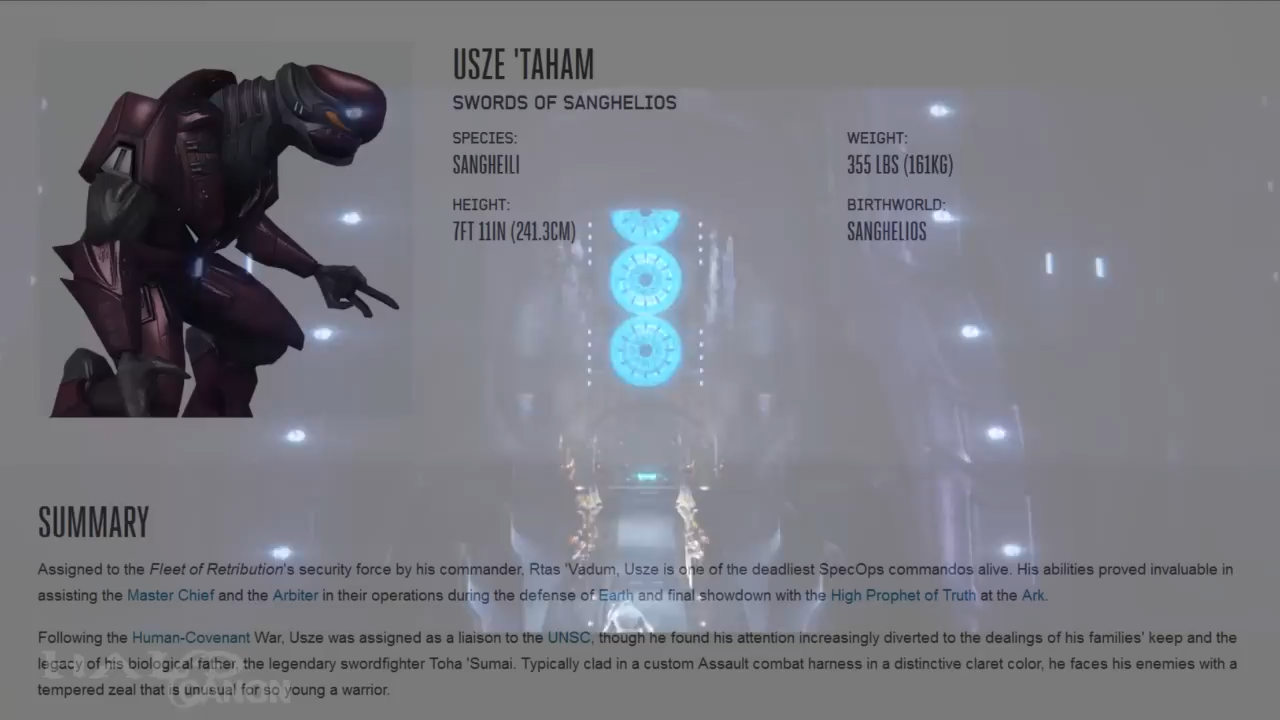 USZE 'TAHAM
SWORDS OF SANGHELIOS
SPECIES:
SANGHEILI
HEIGHT:
7FT 11IN (241.3CM)
WEIGHT:
355 LBS (161KG)
BIRTHWORLD:
SANGHELIOS
SUMMARY
Assigned to the Fleet of Retribution's security force by his commander, Rtas 'Vadum, Usze is one of the deadliest SpecOps commandos alive. His abilities proved invaluable in
assisting the Master Chief and the Arbiter in their operations during the defense of Earth and final showdown with the High Prophet of Truth at the Ark.
Following the Human-Covenant War, Usze was assigned as a liaison to the UNSC, though he found his attention increasingly diverted to the dealings of his families' keep and the
legacy of his biological father, the legendary swordfighter Toha 'Sumai. Typically clad in a custom Assault combat harness in a distinctive claret color, he faces his enemies with a
tempered zeal that is unusual for so young a warrior.
HALO
CANON